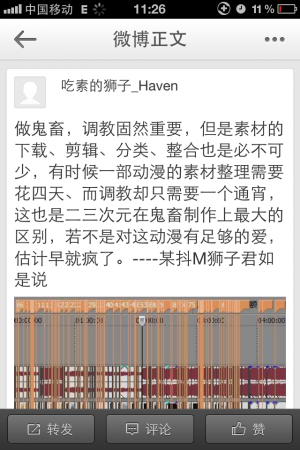 中国移动 E 11:26 11%
微博正文
吃素的狮子_Haven
做鬼畜，调教固然重要，但是素材的
下载、剪辑、分类、整合也是必不可
少，有时候一部动漫的素材整理需要
花四天、而调教却只需要一个通宵，
这也是二三次元在鬼畜制作上最大的
区别，若不是对这动漫有足够的爱，
估计早就疯了。----某抖M狮子君如
是说
转发 评论 赞